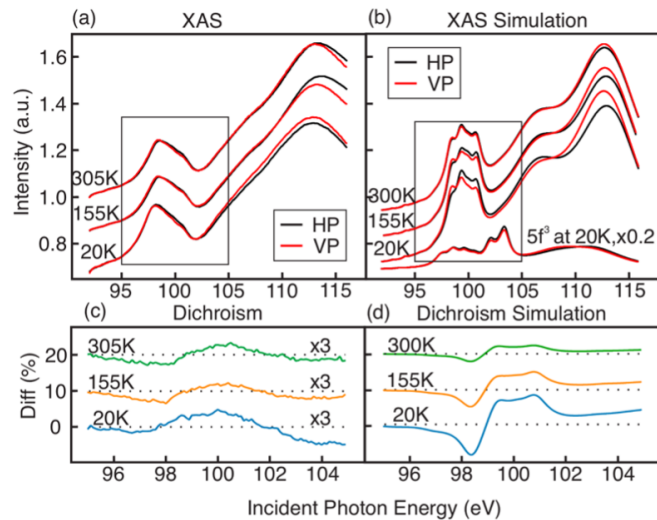 (a) XAS
(b) XAS Simulation
Intensity (a.u.)
1.6
1.4
1.2
1.0
0.8
305K
155K
20K
HP
VP
95 100 105 110 115
HP
VP
300K
155K
20K
5f³ at 20K,x0.2
95 100 105 110 115
(c) Dichroism
(d) Dichroism Simulation
Diff (%)
20
10
0
305K x3
155K x3
20K x3
96 98 100 102 104
300K
155K
20K
96 98 100 102 104
Incident Photon Energy (eV)